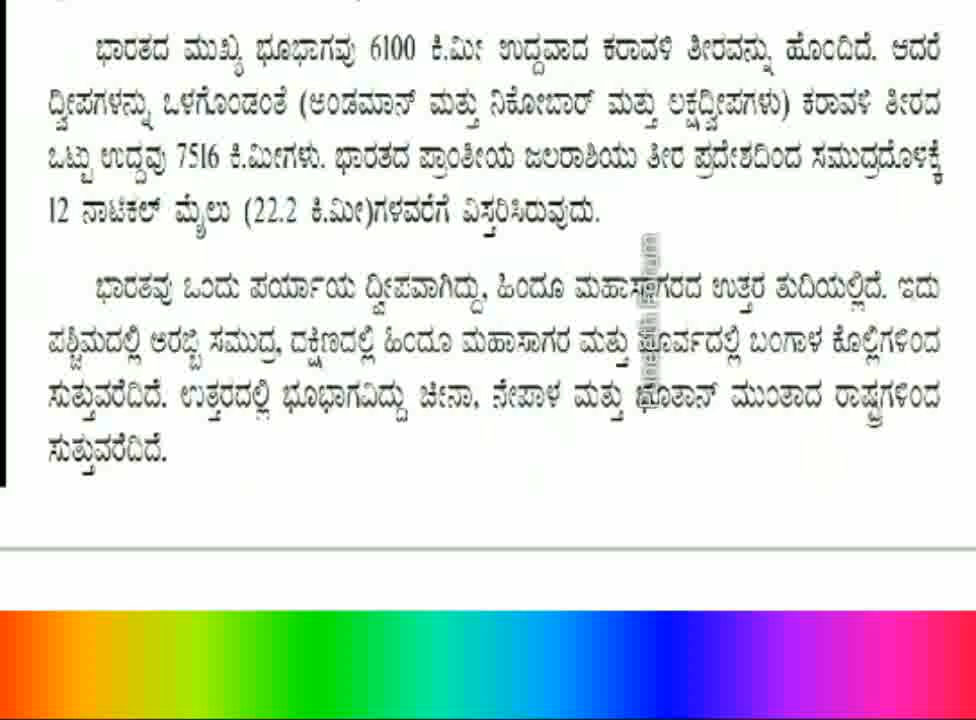 ಭಾರತದ ಮುಖ್ಯ ಭೂಭಾಗವು 6100 ಕಿ.ಮೀ ಉದ್ದವಾದ ಕರಾವಳಿ ತೀರವನ್ನು ಹೊಂದಿದೆ. ಆದರೆ
ದ್ವೀಪಗಳನ್ನು ಒಳಗೊಂಡಂತೆ (ಅಂಡಮಾನ್ ಮತ್ತು ನಿಕೋಬಾರ್ ಮತ್ತು ಲಕ್ಷದ್ವೀಪಗಳು) ಕರಾವಳಿ ತೀರದ
ಒಟ್ಟು ಉದ್ದವು 7516 ಕಿ.ಮೀಗಳು. ಭಾರತದ ಪ್ರಾಂತೀಯ ಜಲರಾಶಿಯು ತೀರ ಪ್ರದೇಶದಿಂದ ಸಮುದ್ರದೊಳಕ್ಕೆ
12 ನಾಟಿಕಲ್ ಮೈಲು (22.2 ಕಿ.ಮೀ)ಗಳವರೆಗೆ ವಿಸ್ತರಿಸಿರುವುದು.
ಭಾರತವು ಒಂದು ಪರ್ಯಾಯ ದ್ವೀಪವಾಗಿದ್ದು, ಹಿಂದೂ ಮಹಾಸಾಗರದ ಉತ್ತರ ತುದಿಯಲ್ಲಿದೆ. ಇದು
ಪಶ್ಚಿಮದಲ್ಲಿ ಅರಬ್ಬಿ ಸಮುದ್ರ, ದಕ್ಷಿಣದಲ್ಲಿ ಹಿಂದೂ ಮಹಾಸಾಗರ ಮತ್ತು ಪೂರ್ವದಲ್ಲಿ ಬಂಗಾಳ ಕೊಲ್ಲಿಗಳಿಂದ
ಸುತ್ತುವರೆದಿದೆ. ಉತ್ತರದಲ್ಲಿ ಭೂಭಾಗವಿದ್ದು ಚೀನಾ, ನೇಪಾಳ ಮತ್ತು ಭೂತಾನ್ ಮುಂತಾದ ರಾಷ್ಟ್ರಗಳಿಂದ
ಸುತ್ತುವರೆದಿದೆ.